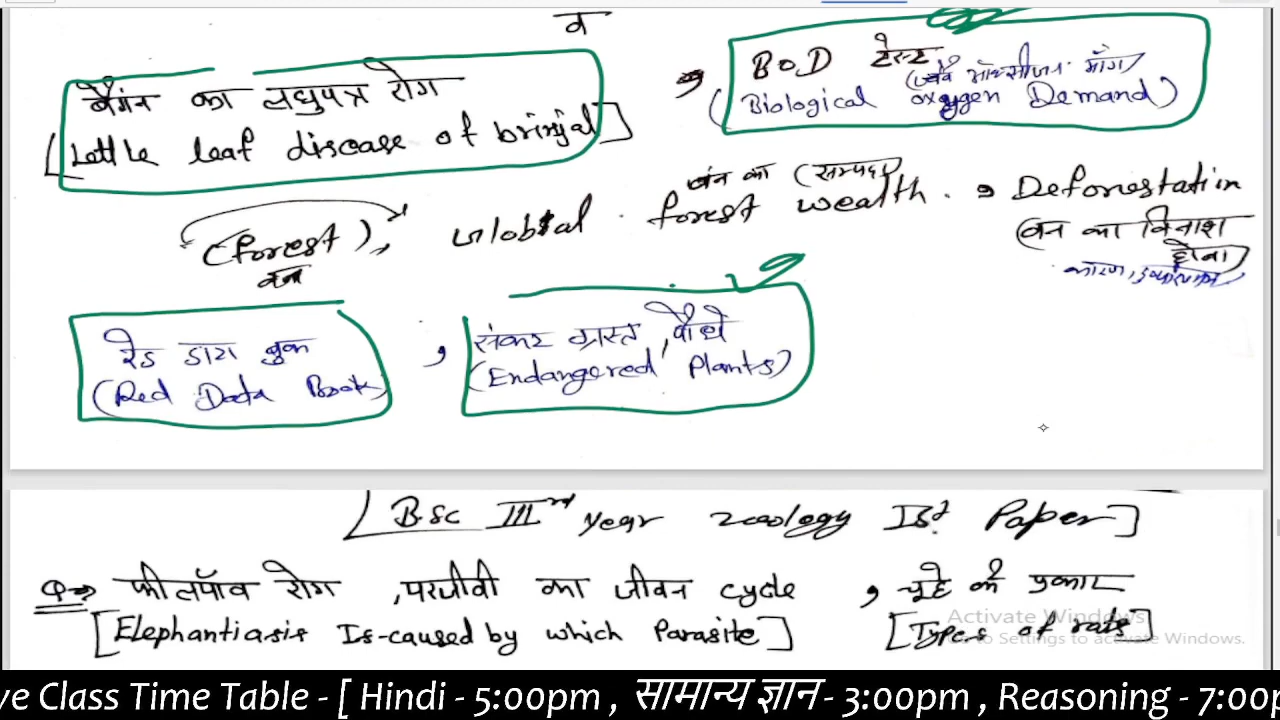 व
बैगंन का लघुपत्र रोग
[Lettle leaf disease of brinjal]
, BOD टेस्ट
(जैव ऑक्सीजन माँग)
(Biological oxygen Demand)
(forest),
वन
Global . forest wealth . , Deforestation
वन का (सम्पदा)
(वन का विनाश
होना)
कारण,
रेड डाटा बुक
(Red Data Book)
, संकट ग्रस्त पौधे
(Endangered Plants)
[BSC IIIrd year zoology Ist Paper]
Q→ फीलपाँव रोग ,परजीवी का जीवन cycle , चूहे के प्रकार
[Elephantiasis Is-caused by which Parasite] [Types of rats]
Activate Windows
Go to Settings to activate Windows.
ve Class Time Table - [ Hindi - 5:00pm , सामान्य ज्ञान - 3:00pm , Reasoning - 7:00p